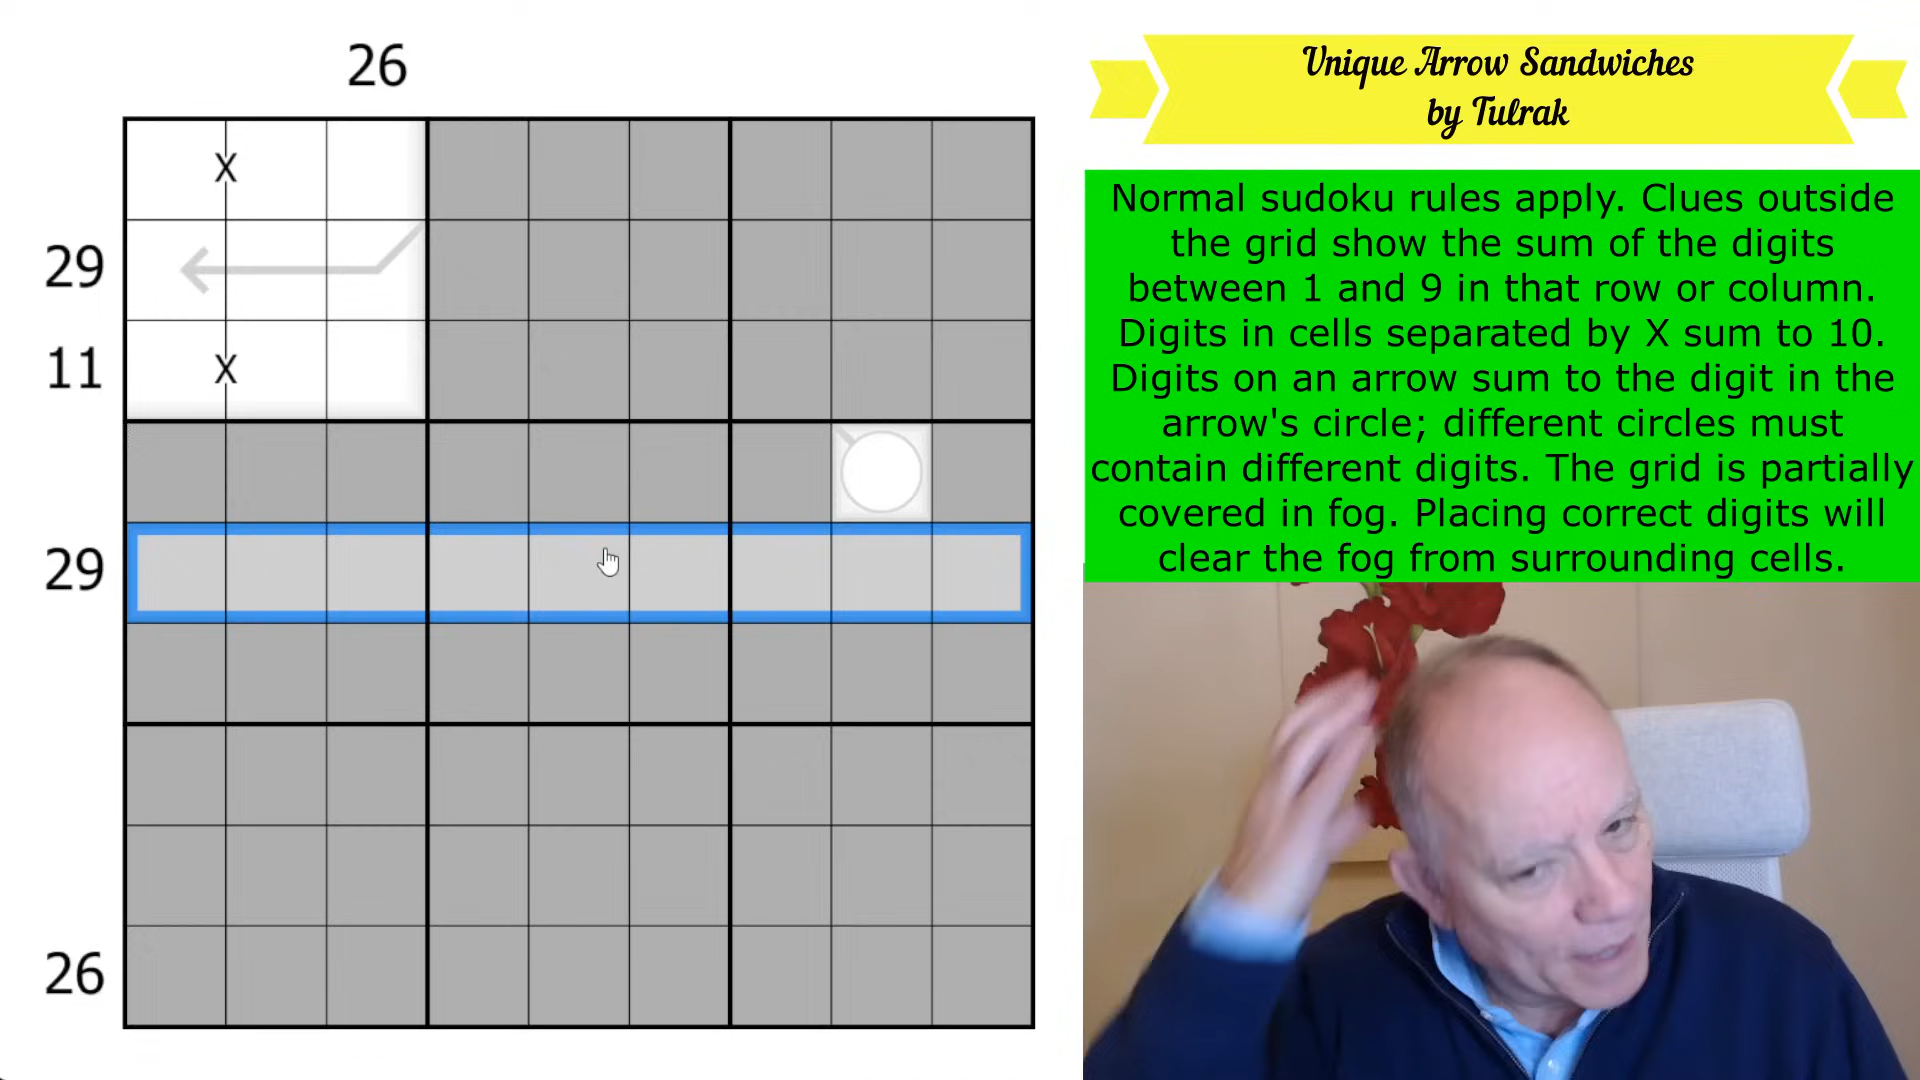 26
X
29
11
X
29
26
Unique Arrow Sandwiches
by Tulrak
Normal sudoku rules apply. Clues outside
the grid show the sum of the digits
between 1 and 9 in that row or column.
Digits in cells separated by X sum to 10.
Digits on an arrow sum to the digit in the
arrow's circle; different circles must
contain different digits. The grid is partially
covered in fog. Placing correct digits will
clear the fog from surrounding cells.